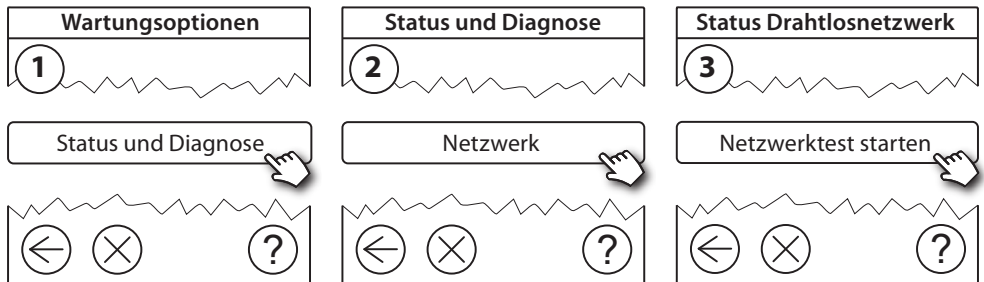 Wartungsoptionen
1
Status und Diagnose
?
Status und Diagnose
2
Netzwerk
?
Status Drahtlosnetzwerk
3
Netzwerktest starten
?